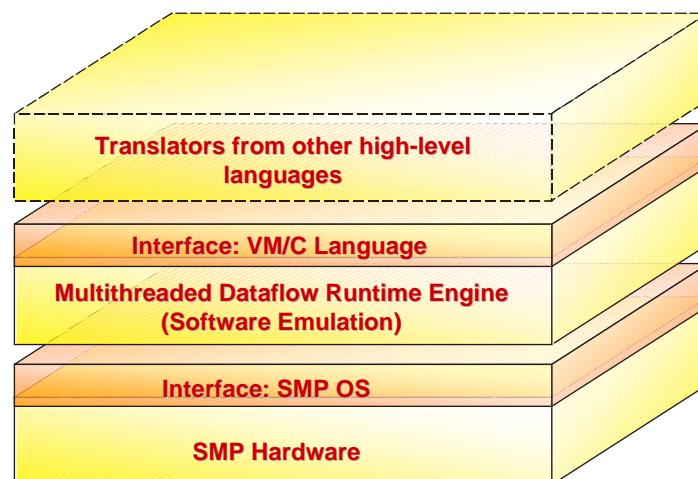 Translators from other high-level
languages
Interface: VM/C Language
Multithreaded Dataflow Runtime Engine
(Software Emulation)
Interface: SMP OS
SMP Hardware